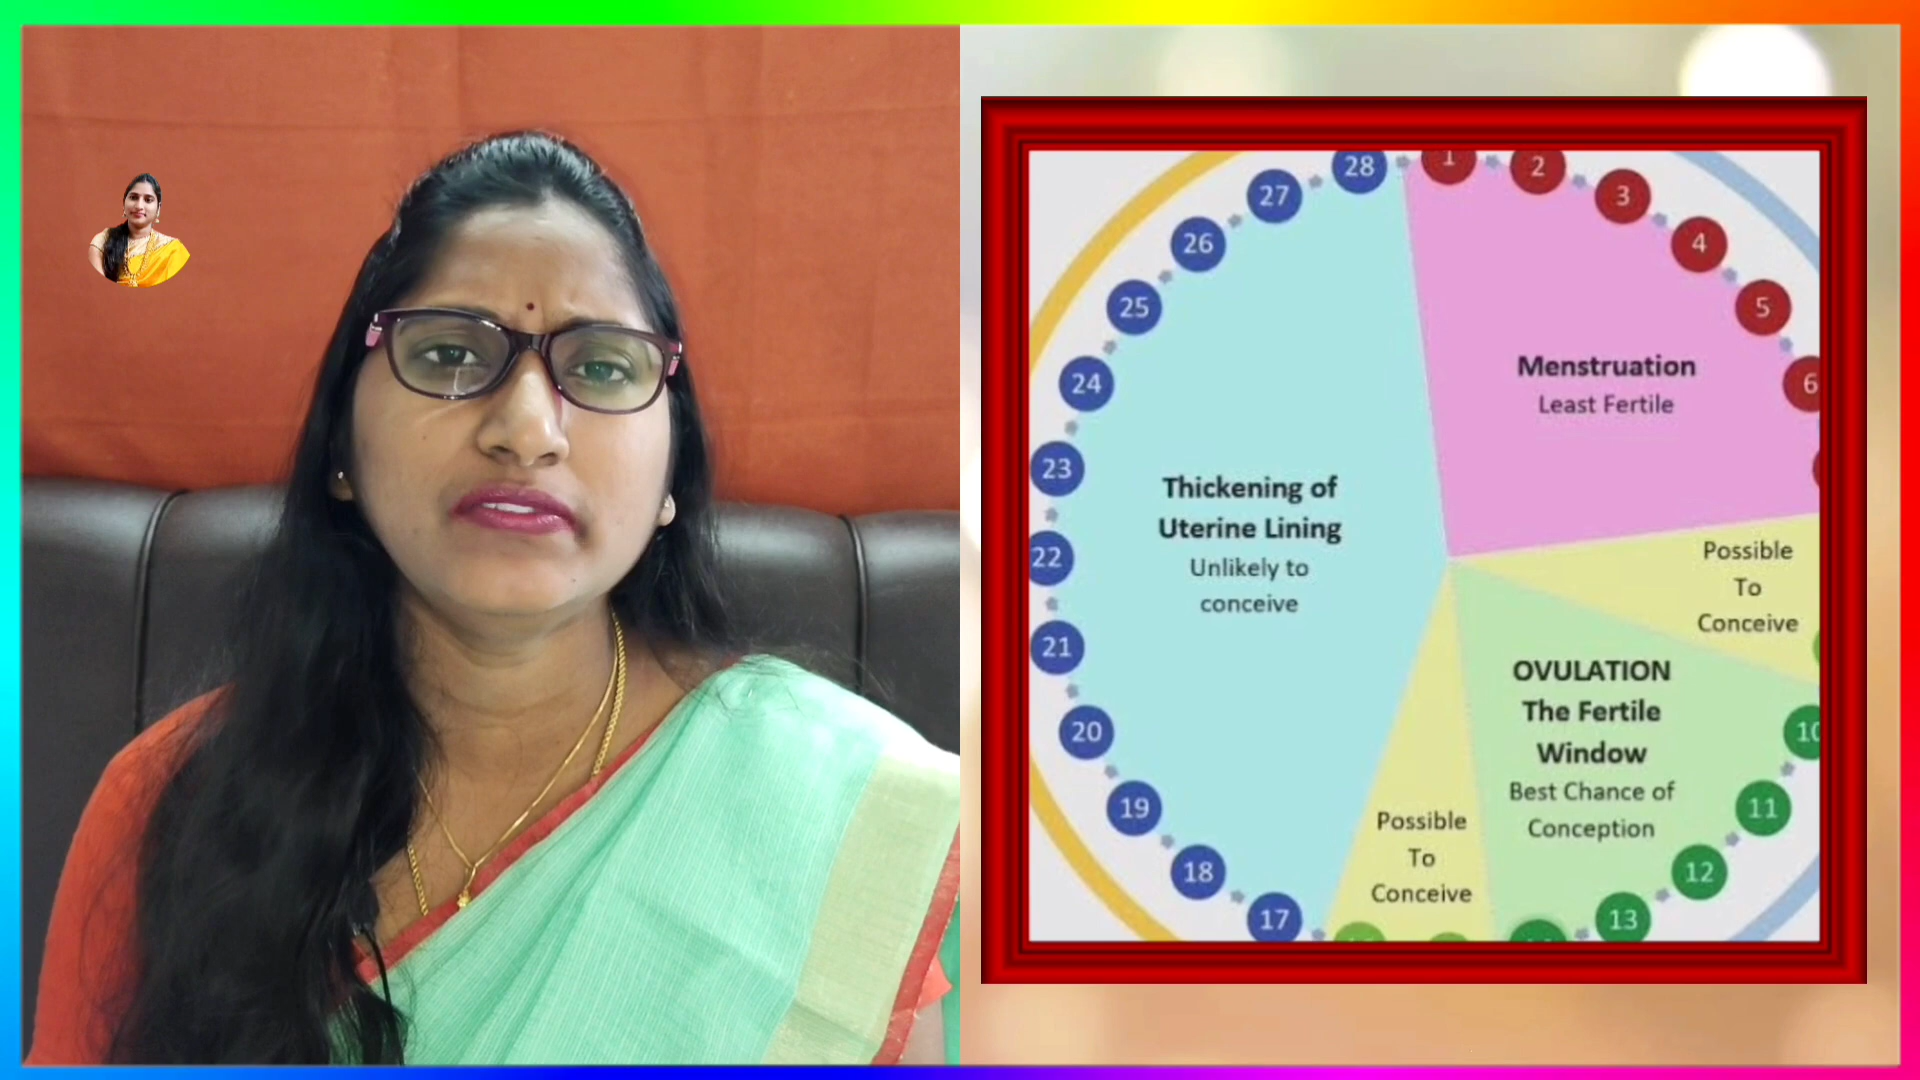 28
1
2
3
4
5
6
27
26
25
24
23
22
21
20
19
18
17
Menstruation
Least Fertile
Thickening of
Uterine Lining
Unlikely to
conceive
Possible
To
Conceive
OVULATION
The Fertile
Window
Best Chance of
Conception
Possible
To
Conceive
10
11
12
13